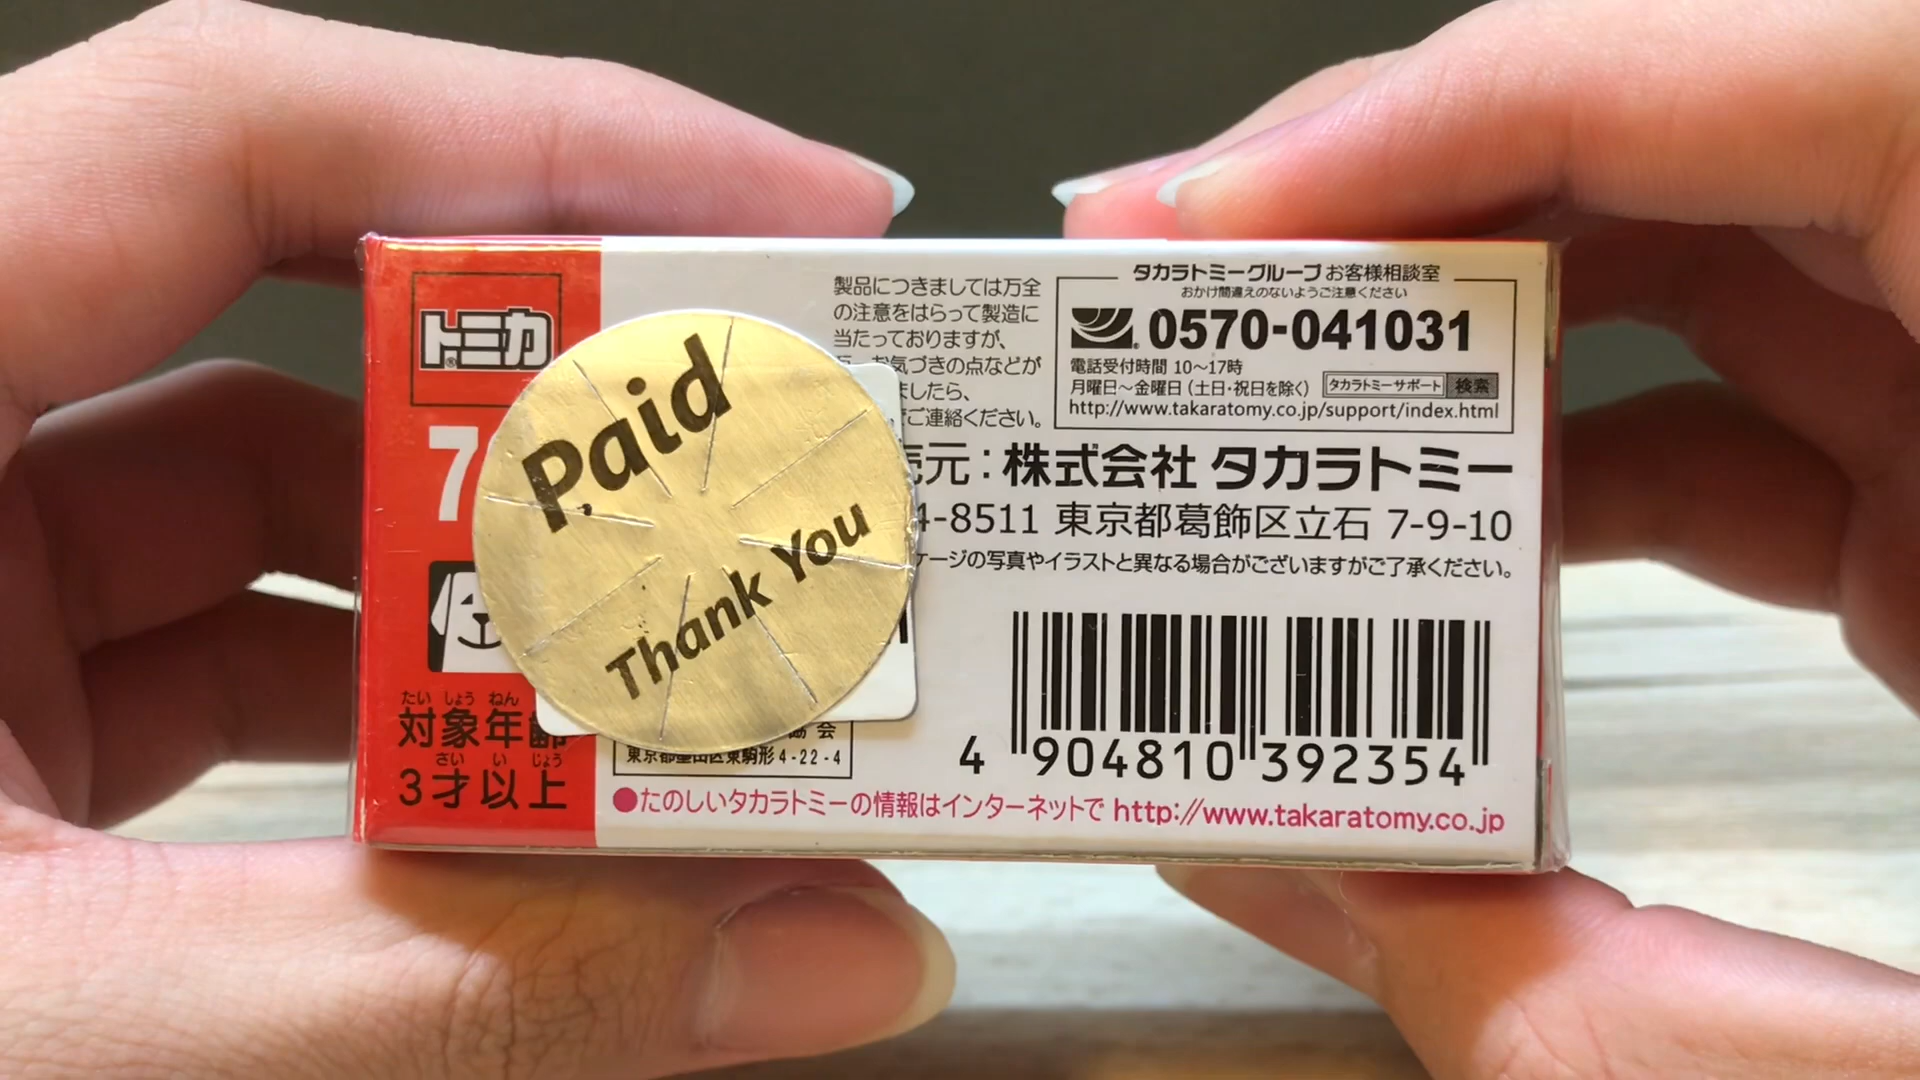 トミカ
7
たい しょう ねん
対象年齢
さい い じょう
3才以上
Paid
Thank You
製品につきましては万全
の注意をはらって製造に
当たっておりますが、
お気づきの点などが
ましたら、
ご連絡ください。
タカラトミーグループ お客様相談室
おかけ間違えのないようご注意ください
0570-041031
電話受付時間 10～17時
月曜日～金曜日（土日・祝日を除く） タカラトミーサポート 検索
http://www.takaratomy.co.jp/support/index.html
売元：株式会社 タカラトミー
4-8511 東京都葛飾区立石 7-9-10
ケージの写真やイラストと異なる場合がございますがご了承ください。
協会
東京都墨田区東駒形 4-22-4
4 904810 392354
●たのしいタカラトミーの情報はインターネットで http://www.takaratomy.co.jp